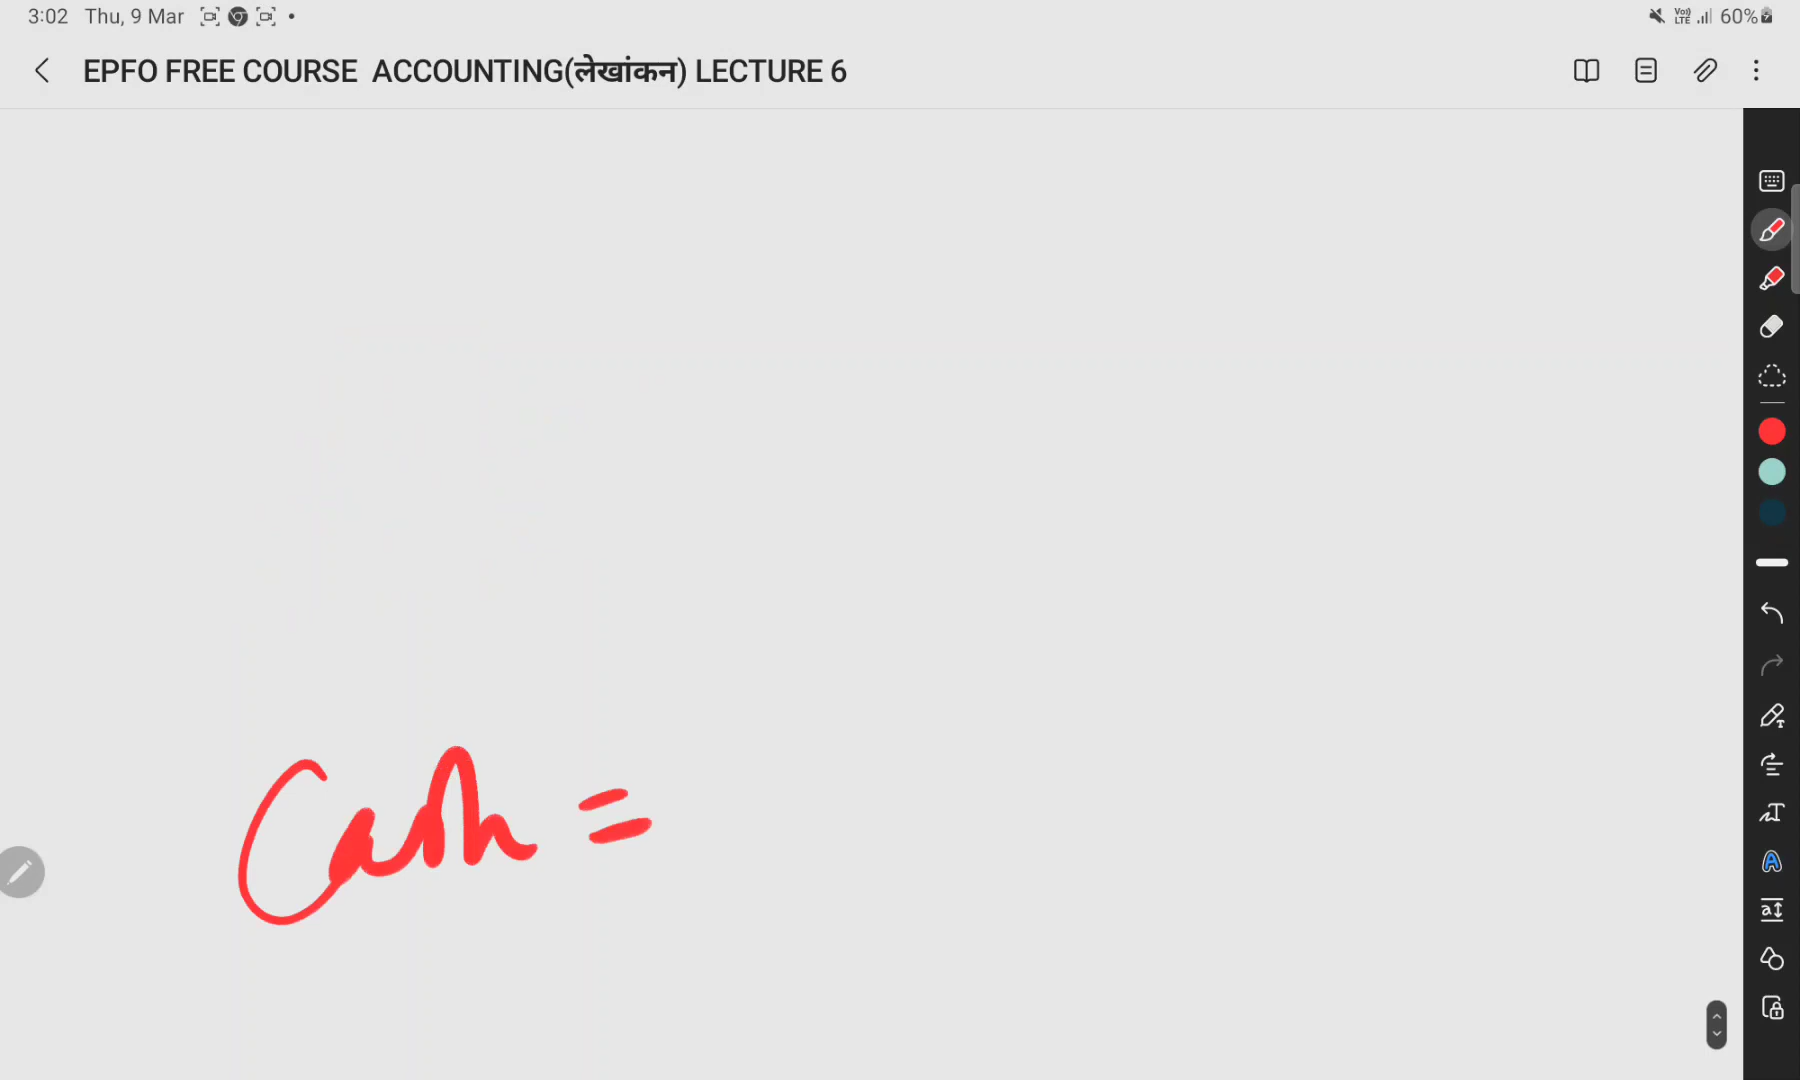 3:02 Thu, 9 Mar 60%
EPFO FREE COURSE ACCOUNTING(लेखांकन) LECTURE 6
Cash =